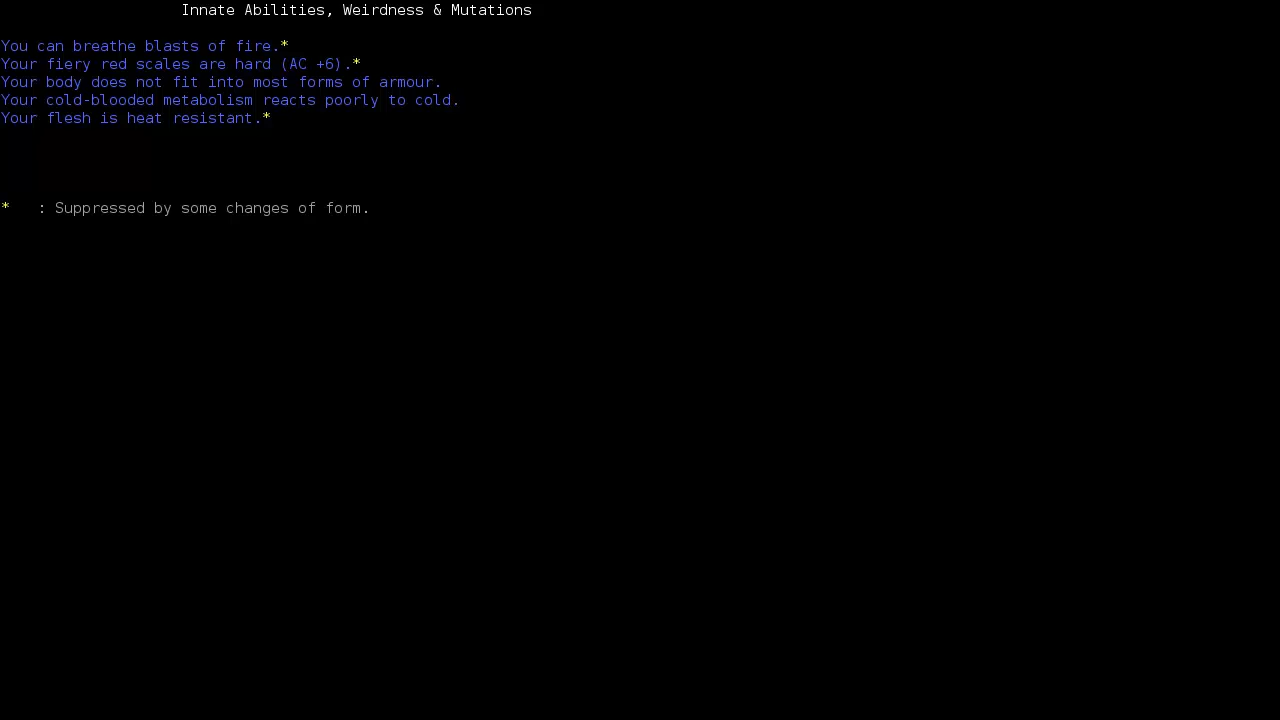 Innate Abilities, Weirdness & Mutations
You can breathe blasts of fire.*
Your fiery red scales are hard (AC +6).*
Your body does not fit into most forms of armour.
Your cold-blooded metabolism reacts poorly to cold.
Your flesh is heat resistant.*
* : Suppressed by some changes of form.